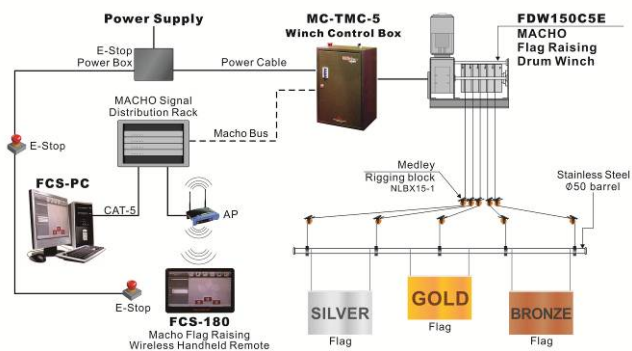 Power Supply
E-Stop
Power Box
Power Cable
MC-TMC-5
Winch Control Box
FDW150C5E
MACHO
Flag Raising
Drum Winch
MACHO Signal
Distribution Rack
Macho Bus
E-Stop
FCS-PC
CAT-5
AP
Medley
Rigging block
NLBX15-1
Stainless Steel
Ø50 barrel
E-Stop
FCS-180
Macho Flag Raising
Wireless Handheld Remote
SILVER
Flag
GOLD
Flag
BRONZE
Flag